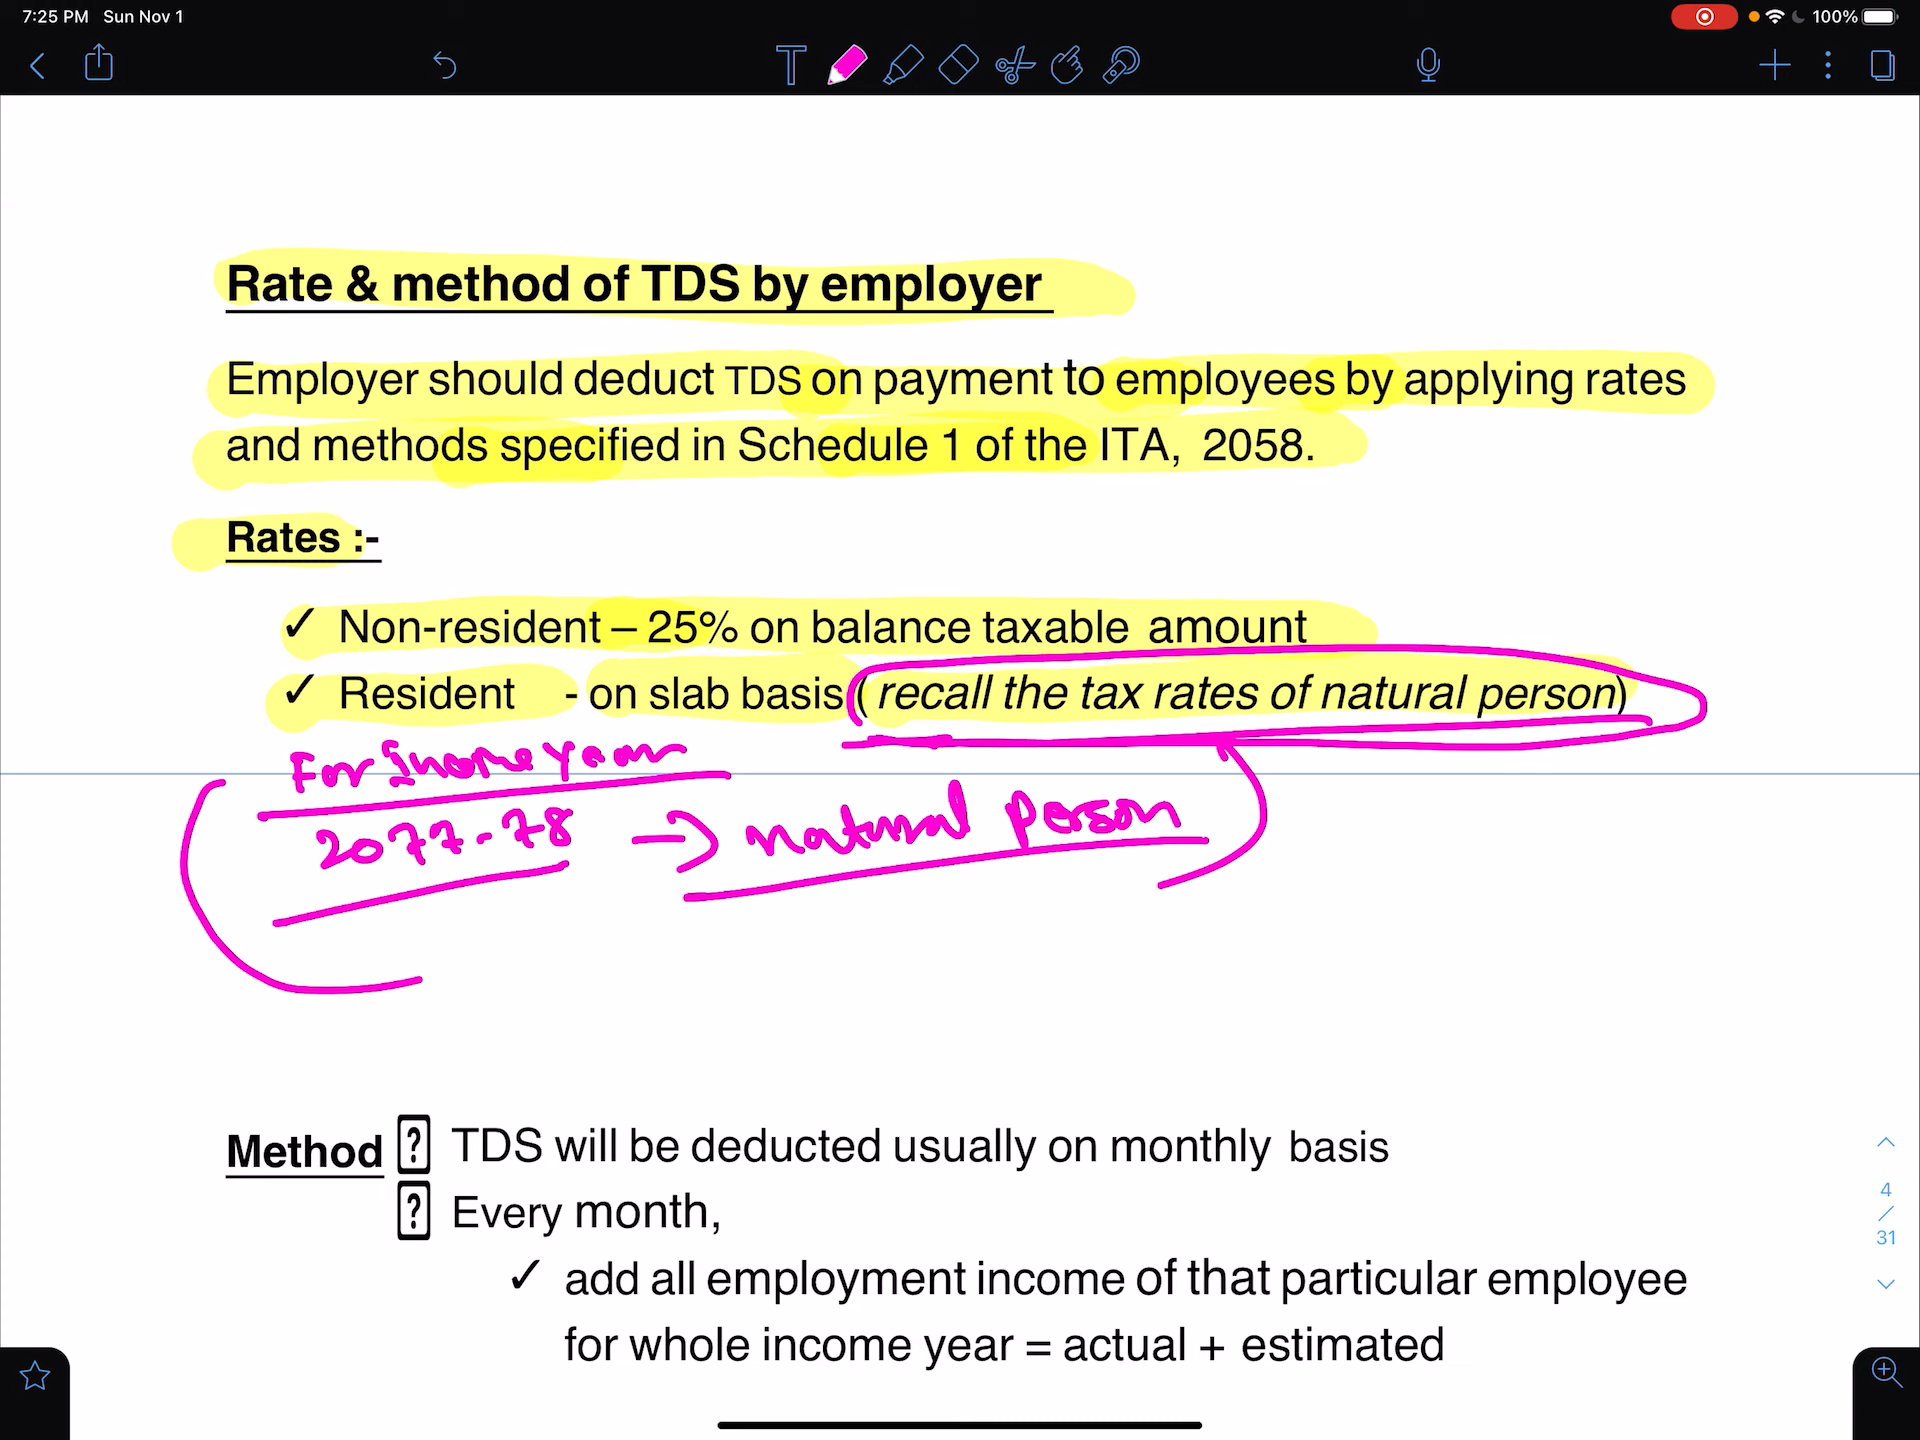 7:25 PM Sun Nov 1
100%
Rate & method of TDS by employer
Employer should deduct TDS on payment to employees by applying rates
and methods specified in Schedule 1 of the ITA, 2058.
Rates :-
✓ Non-resident – 25% on balance taxable amount
✓ Resident - on slab basis ( recall the tax rates of natural person)
For income year
2077-78 → natural person
Method ? TDS will be deducted usually on monthly basis
? Every month,
✓ add all employment income of that particular employee
for whole income year = actual + estimated
4
/
31